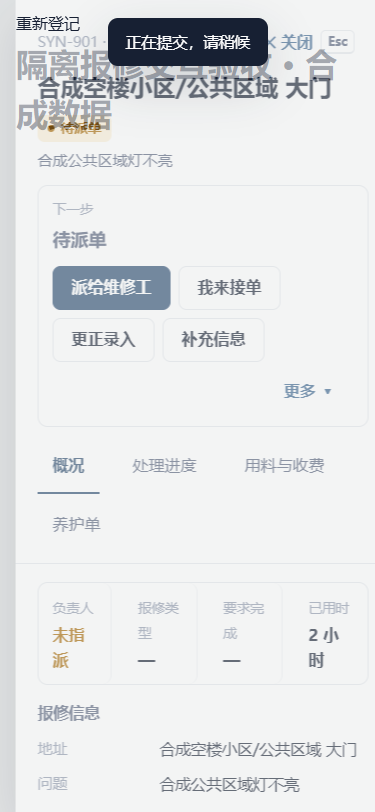 重新登记
正在提交，请稍候
SYN-901 ·
关闭 Esc
隔离报修交互验收·合
成数据
合成空楼小区/公共区域 大门
待派单
合成公共区域灯不亮
下一步
待派单
派给维修工 我来接单
更正录入 补充信息
更多
概况 处理进度 用料与收费
养护单
负责人 报修类型 要求完成 已用时
未指派 — — 2 小时
报修信息
地址 合成空楼小区/公共区域 大门
问题 合成公共区域灯不亮